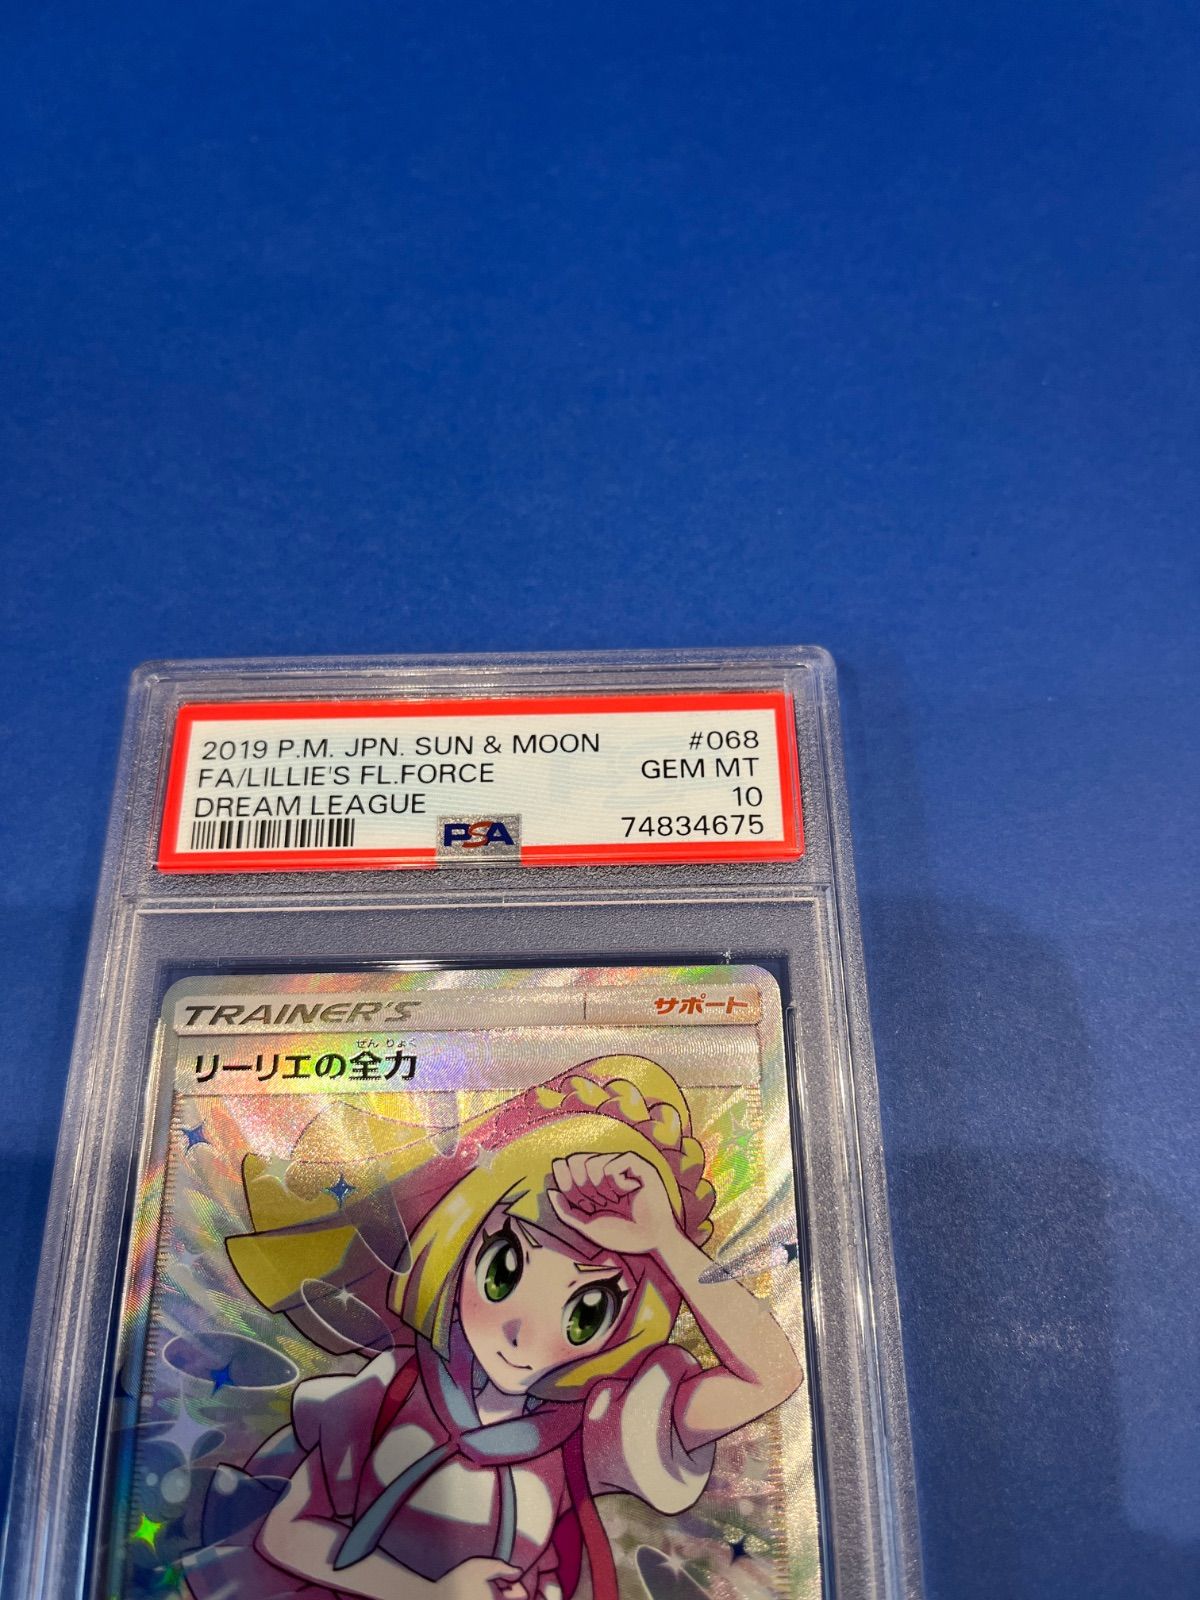 2019 P.M. JPN. SUN & MOON #068
FA/LILLIE'S FL.FORCE GEM MT
DREAM LEAGUE 10
PSA 74834675
TRAINER'S サポート
ぜんりょく
リーリエの全力